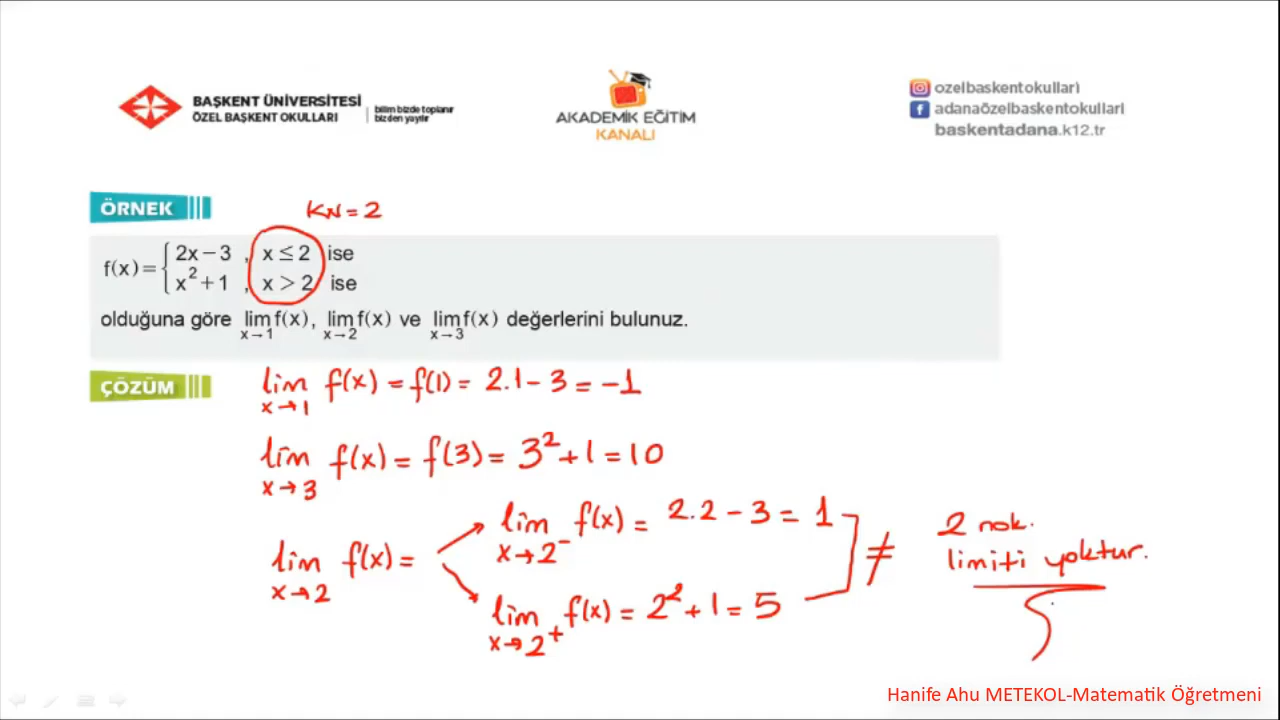 BAŞKENT ÜNİVERSİTESİ
ÖZEL BAŞKENT OKULLARI
bilim bizde toplanır
bizden yayılır
AKADEMİK EĞİTİM
KANALI
ozelbaskentokullari
adanaözelbaskentokullari
baskentadana.k12.tr
ÖRNEK
KN = 2
f(x) = { 2x − 3 , x ≤ 2 ise
x² + 1 , x > 2 ise
olduğuna göre lim x→1 f(x), lim x→2 f(x) ve lim x→3 f(x) değerlerini bulunuz.
ÇÖZÜM
lim x→1 f(x) = f(1) = 2.1 − 3 = −1
lim x→3 f(x) = f(3) = 3² + 1 = 10
lim x→2 f(x) =
lim x→2⁻ f(x) = 2.2 − 3 = 1
lim x→2⁺ f(x) = 2² + 1 = 5
≠
2 nok.
limiti yoktur.
Hanife Ahu METEKOL-Matematik Öğretmeni